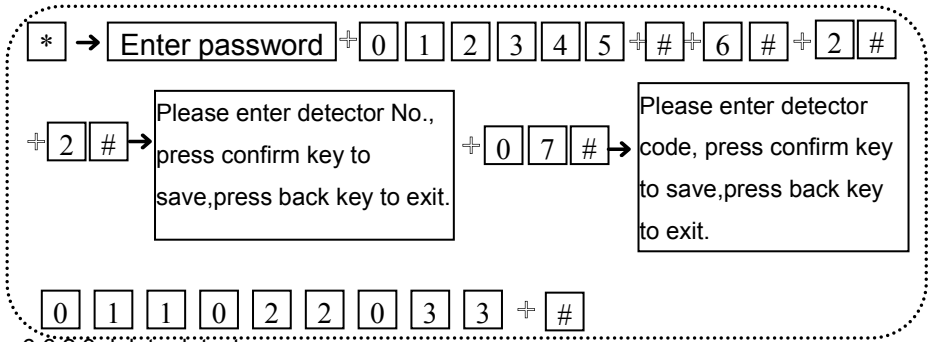 * → Enter password + 0 1 2 3 4 5 + # + 6 # + 2 #
+ 2 # → Please enter detector No.,
press confirm key to
save,press back key to exit.
+ 0 7 # → Please enter detector
code, press confirm key
to save,press back key
to exit.
0 1 1 0 2 2 0 3 3 + #